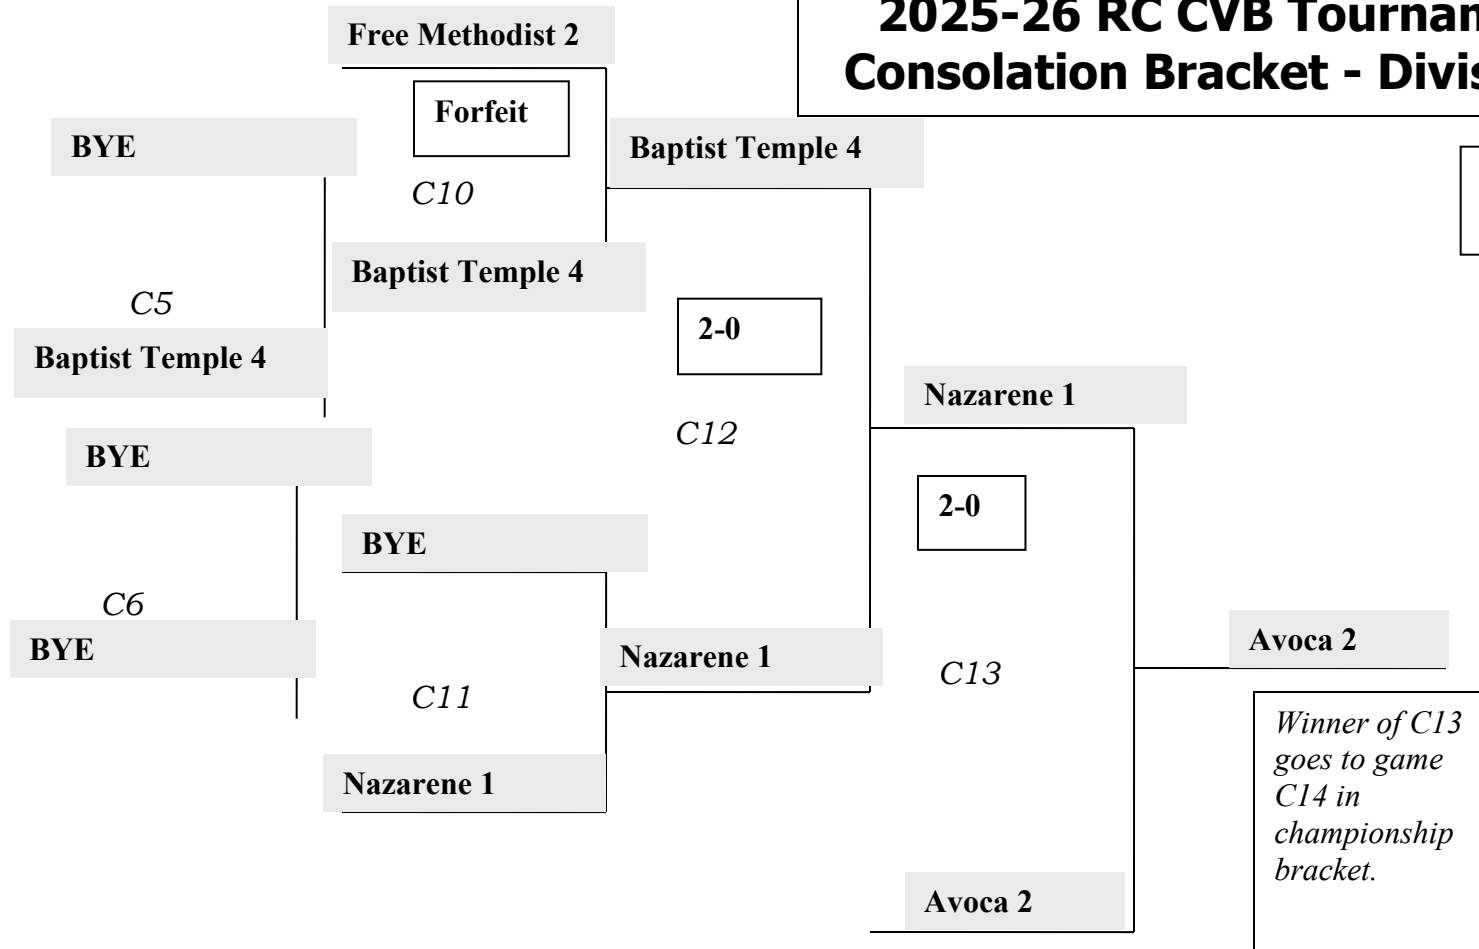 2025-26 RC CVB
Consolation Bracket -
Free Methodist 2
Forfeit
BYE
Baptist Temple 4
C10
Baptist Temple 4
C5
2-0
Baptist Temple 4
Nazarene 1
C12
BYE
2-0
BYE
C6
BYE
Nazarene 1
Avoca 2
C13
C11
Winner of C13
goes to game
C14 in
championship
bracket.
Nazarene 1
Avoca 2